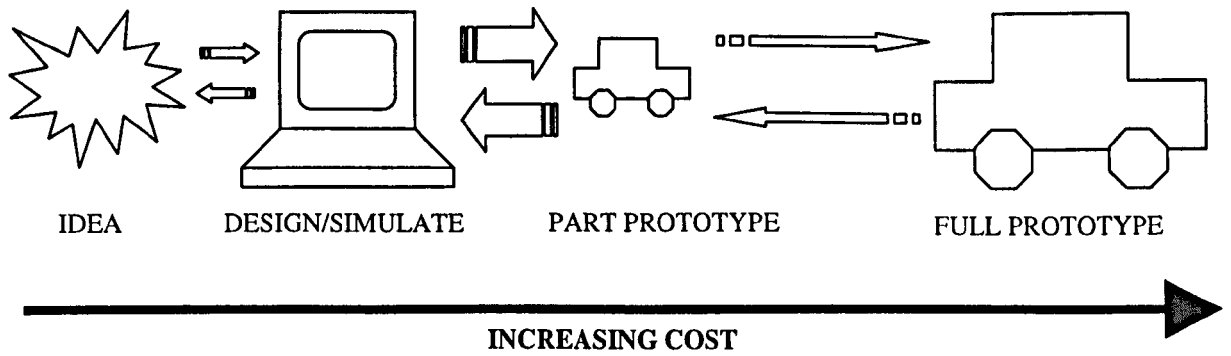 IDEA
DESIGN/SIMULATE
PART PROTOTYPE
FULL PROTOTYPE
INCREASING COST